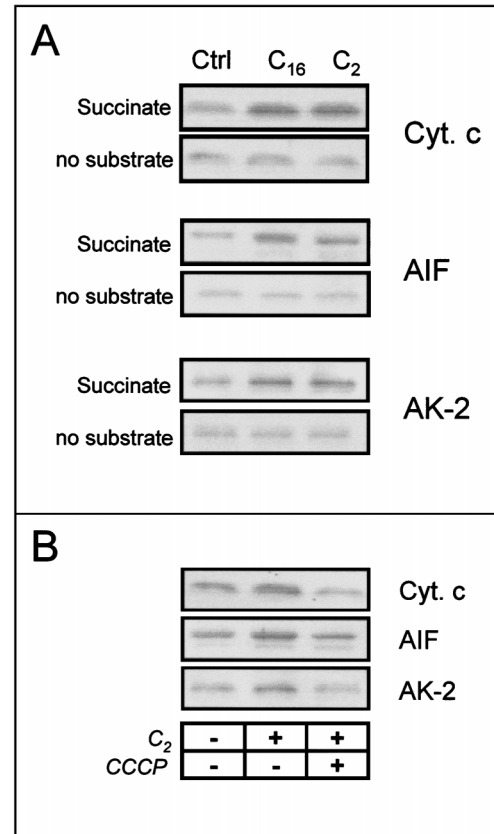 A
Ctrl C16 C2
Succinate
no substrate
Cyt. c
Succinate
no substrate
AIF
Succinate
no substrate
AK-2
B
Cyt. c
AIF
AK-2
C2 - + +
CCCP - - +